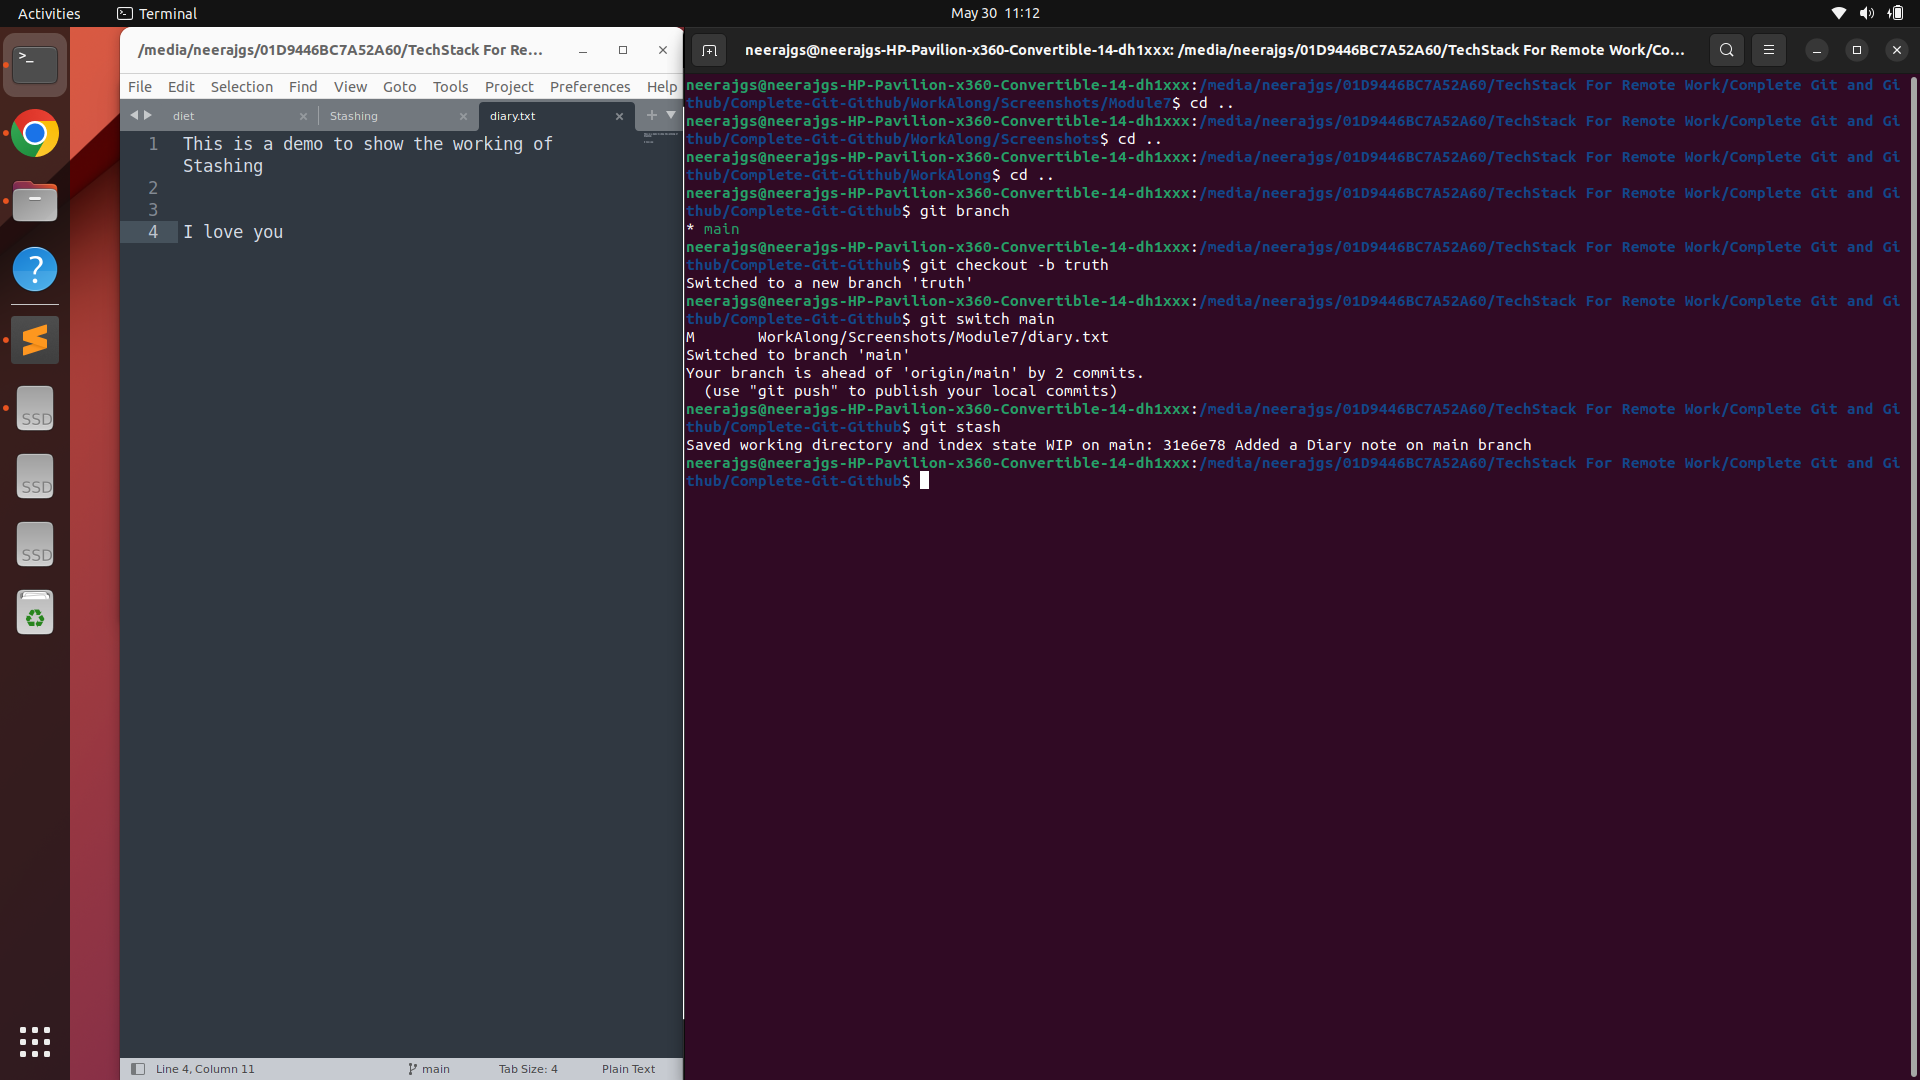 Activities Terminal May 30 11:12
/media/neerajgs/01D9446BC7A52A60/TechStack For Re...
File Edit Selection Find View Goto Tools Project Preferences Help
diet Stashing diary.txt
1 This is a demo to show the working of
Stashing
2
3
4 I love you
Line 4, Column 11 main Tab Size: 4 Plain Text
SSD
SSD
SSD
neerajgs@neerajgs-HP-Pavilion-x360-Convertible-14-dh1xxx: /media/neerajgs/01D9446BC7A52A60/TechStack For Remote Work/Co...
neerajgs@neerajgs-HP-Pavilion-x360-Convertible-14-dh1xxx:/media/neerajgs/01D9446BC7A52A60/TechStack For Remote Work/Complete Git and Gi
thub/Complete-Git-Github/WorkAlong/Screenshots/Module7$ cd ..
neerajgs@neerajgs-HP-Pavilion-x360-Convertible-14-dh1xxx:/media/neerajgs/01D9446BC7A52A60/TechStack For Remote Work/Complete Git and Gi
thub/Complete-Git-Github/WorkAlong/Screenshots$ cd ..
neerajgs@neerajgs-HP-Pavilion-x360-Convertible-14-dh1xxx:/media/neerajgs/01D9446BC7A52A60/TechStack For Remote Work/Complete Git and Gi
thub/Complete-Git-Github/WorkAlong$ cd ..
neerajgs@neerajgs-HP-Pavilion-x360-Convertible-14-dh1xxx:/media/neerajgs/01D9446BC7A52A60/TechStack For Remote Work/Complete Git and Gi
thub/Complete-Git-Github$ git branch
* main
neerajgs@neerajgs-HP-Pavilion-x360-Convertible-14-dh1xxx:/media/neerajgs/01D9446BC7A52A60/TechStack For Remote Work/Complete Git and Gi
thub/Complete-Git-Github$ git checkout -b truth
Switched to a new branch 'truth'
neerajgs@neerajgs-HP-Pavilion-x360-Convertible-14-dh1xxx:/media/neerajgs/01D9446BC7A52A60/TechStack For Remote Work/Complete Git and Gi
thub/Complete-Git-Github$ git switch main
M WorkAlong/Screenshots/Module7/diary.txt
Switched to branch 'main'
Your branch is ahead of 'origin/main' by 2 commits.
(use "git push" to publish your local commits)
neerajgs@neerajgs-HP-Pavilion-x360-Convertible-14-dh1xxx:/media/neerajgs/01D9446BC7A52A60/TechStack For Remote Work/Complete Git and Gi
thub/Complete-Git-Github$ git stash
Saved working directory and index state WIP on main: 31e6e78 Added a Diary note on main branch
neerajgs@neerajgs-HP-Pavilion-x360-Convertible-14-dh1xxx:/media/neerajgs/01D9446BC7A52A60/TechStack For Remote Work/Complete Git and Gi
thub/Complete-Git-Github$